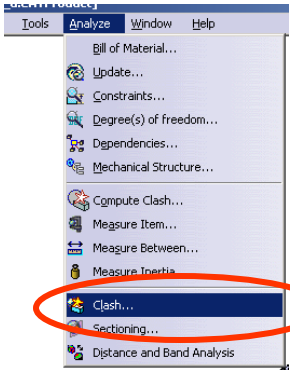 Tools Analyze Window Help
Bill of Material...
Update...
Constraints...
Degree(s) of freedom...
Dependencies...
Mechanical Structure...
Compute Clash...
Measure Item...
Measure Between...
Measure Inertia
Clash...
Sectioning...
Distance and Band Analysis